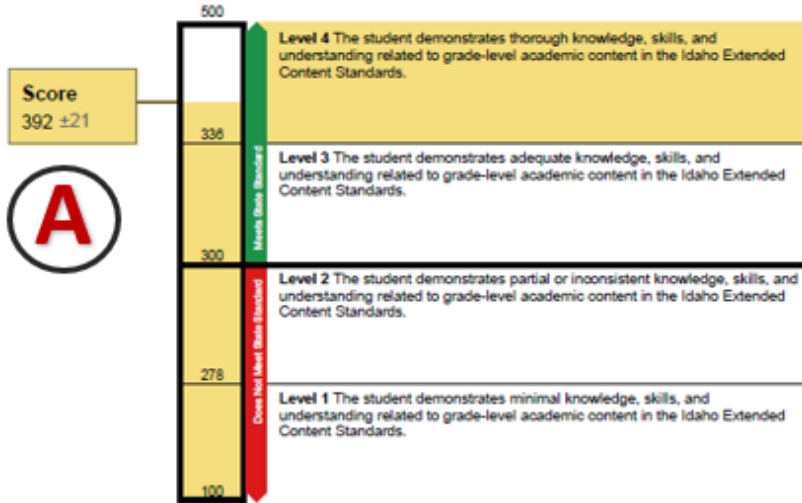 500
Level 4 The student demonstrates thorough knowledge, skills, and
understanding related to grade-level academic content in the Idaho Extended
Content Standards.
Score
392 ±21
336
A
Level 3 The student demonstrates adequate knowledge, skills, and
understanding related to grade-level academic content in the Idaho Extended
Content Standards.
Meets State Standard
300
Level 2 The student demonstrates partial or inconsistent knowledge, skills, and
understanding related to grade-level academic content in the Idaho Extended
Content Standards.
Does Not Meet State Standard
278
Level 1 The student demonstrates minimal knowledge, skills, and
understanding related to grade-level academic content in the Idaho Extended
Content Standards.
100